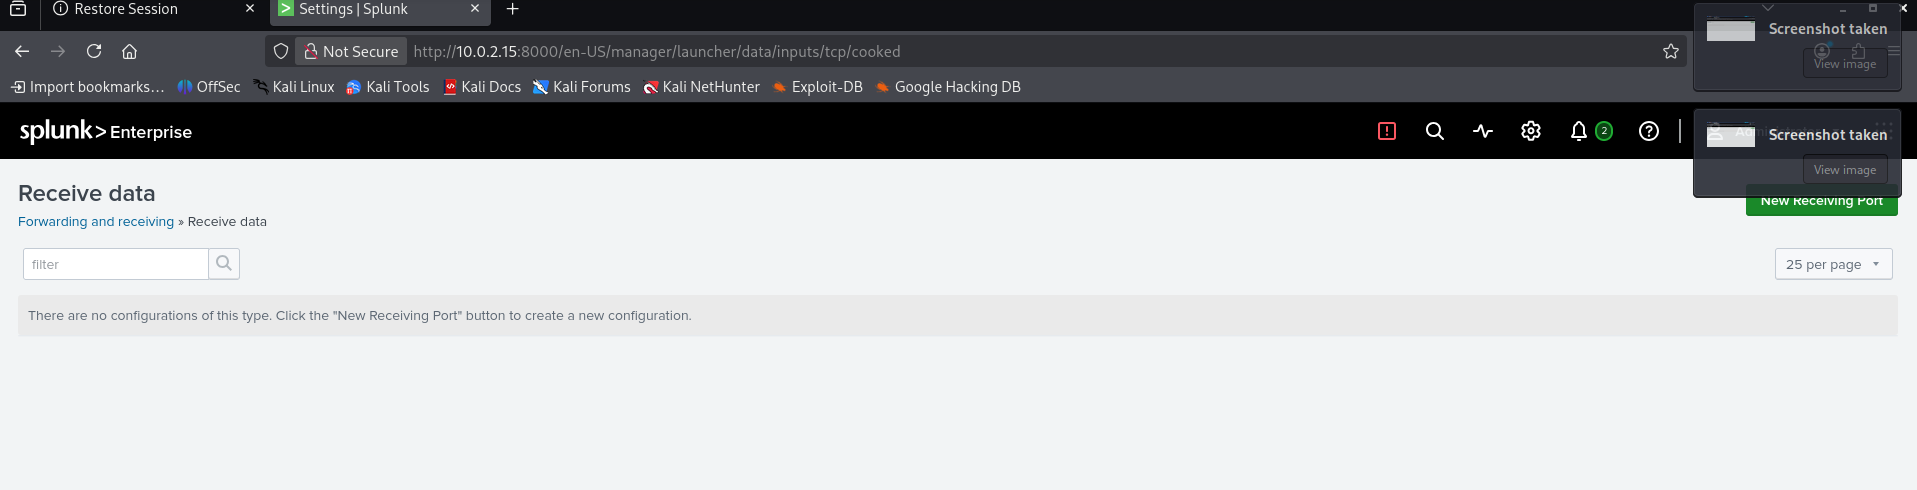 Restore Session
Settings | Splunk
Not Secure http://10.0.2.15:8000/en-US/manager/launcher/data/inputs/tcp/cooked
Screenshot taken
View image
Import bookmarks... OffSec Kali Linux Kali Tools Kali Docs Kali Forums Kali NetHunter Exploit-DB Google Hacking DB
splunk> Enterprise
2
Screenshot taken
View image
Receive data
New Receiving Port
Forwarding and receiving » Receive data
filter
25 per page
There are no configurations of this type. Click the "New Receiving Port" button to create a new configuration.